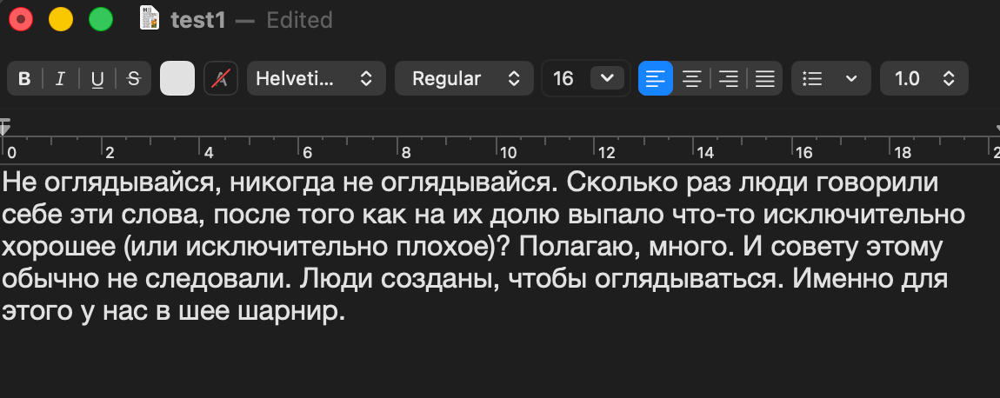 test1 — Edited
B I U S A Helveti... Regular 16 1.0
0 2 4 6 8 10 12 14 16 18
Не оглядывайся, никогда не оглядывайся. Сколько раз люди говорили
себе эти слова, после того как на их долю выпало что-то исключительно
хорошее (или исключительно плохое)? Полагаю, много. И совету этому
обычно не следовали. Люди созданы, чтобы оглядываться. Именно для
этого у нас в шее шарнир.